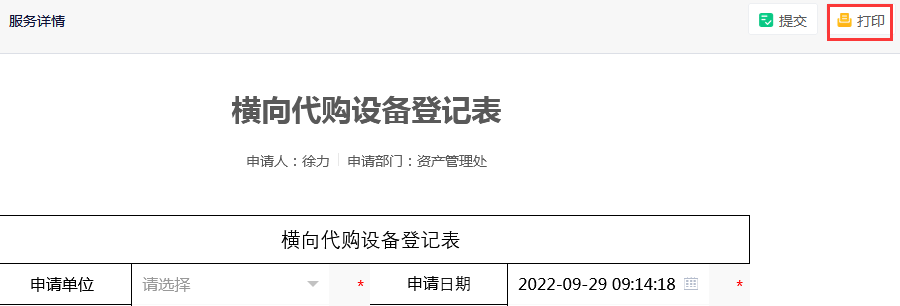 服务详情 提交 打印
横向代购设备登记表
申请人：徐力 申请部门：资产管理处
横向代购设备登记表
申请单位 请选择 * 申请日期 2022-09-29 09:14:18 *